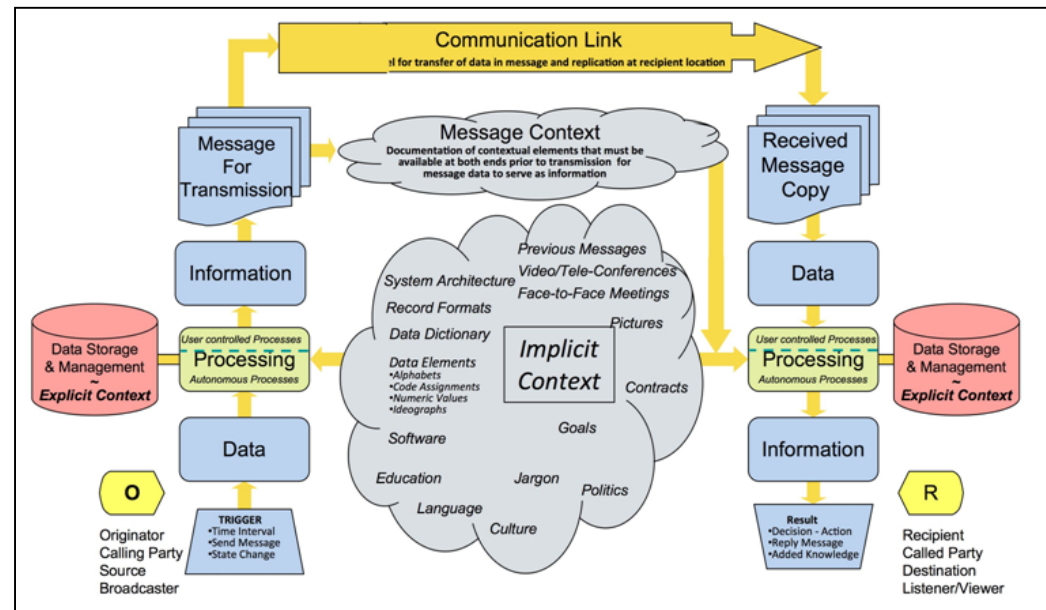 Communication Link
el for transfer of data in message and replication at recipient location
Message
For
Transmission
Message Context
Documentation of contextual elements that must be
available at both ends prior to transmission for
message data to serve as information
Received
Message
Copy
Information
Data Storage
& Management
~
Explicit Context
User controlled Processes
Processing
Autonomous Processes
Data
O
Originator
Calling Party
Source
Broadcaster
TRIGGER
•Time Interval
•Send Message
•State Change
Previous Messages
Video/Tele-Conferences
Face-to-Face Meetings
Pictures
System Architecture
Record Formats
Data Dictionary
Data Elements
•Alphabets
•Code Assignments
•Numeric Values
•Ideographs
Implicit
Context
Contracts
Goals
Software
Education
Jargon
Politics
Language
Culture
Data
User controlled Processes
Processing
Autonomous Processes
Data Storage
& Management
~
Explicit Context
Information
Result
•Decision - Action
•Reply Message
•Added Knowledge
R
Recipient
Called Party
Destination
Listener/Viewer